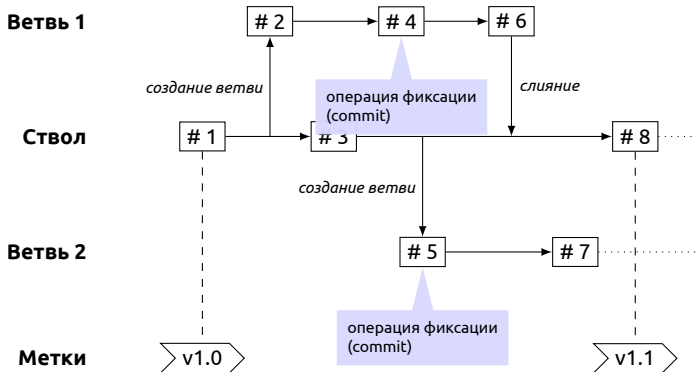 Ветвь 1
# 2
# 4
# 6
создание ветви
операция фиксации
(commit)
слияние
Ствол
# 1
# 3
# 8
создание ветви
Ветвь 2
# 5
# 7
операция фиксации
(commit)
Метки
v1.0
v1.1